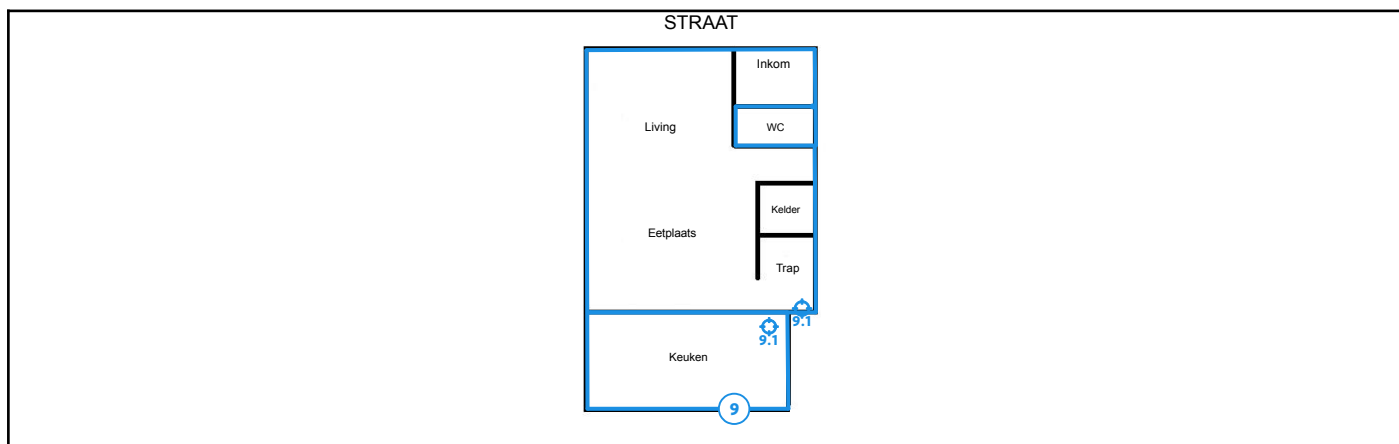 STRAAT
Inkom
Living
WC
Kelder
Eetplaats
Trap
9.1
9.1
Keuken
9